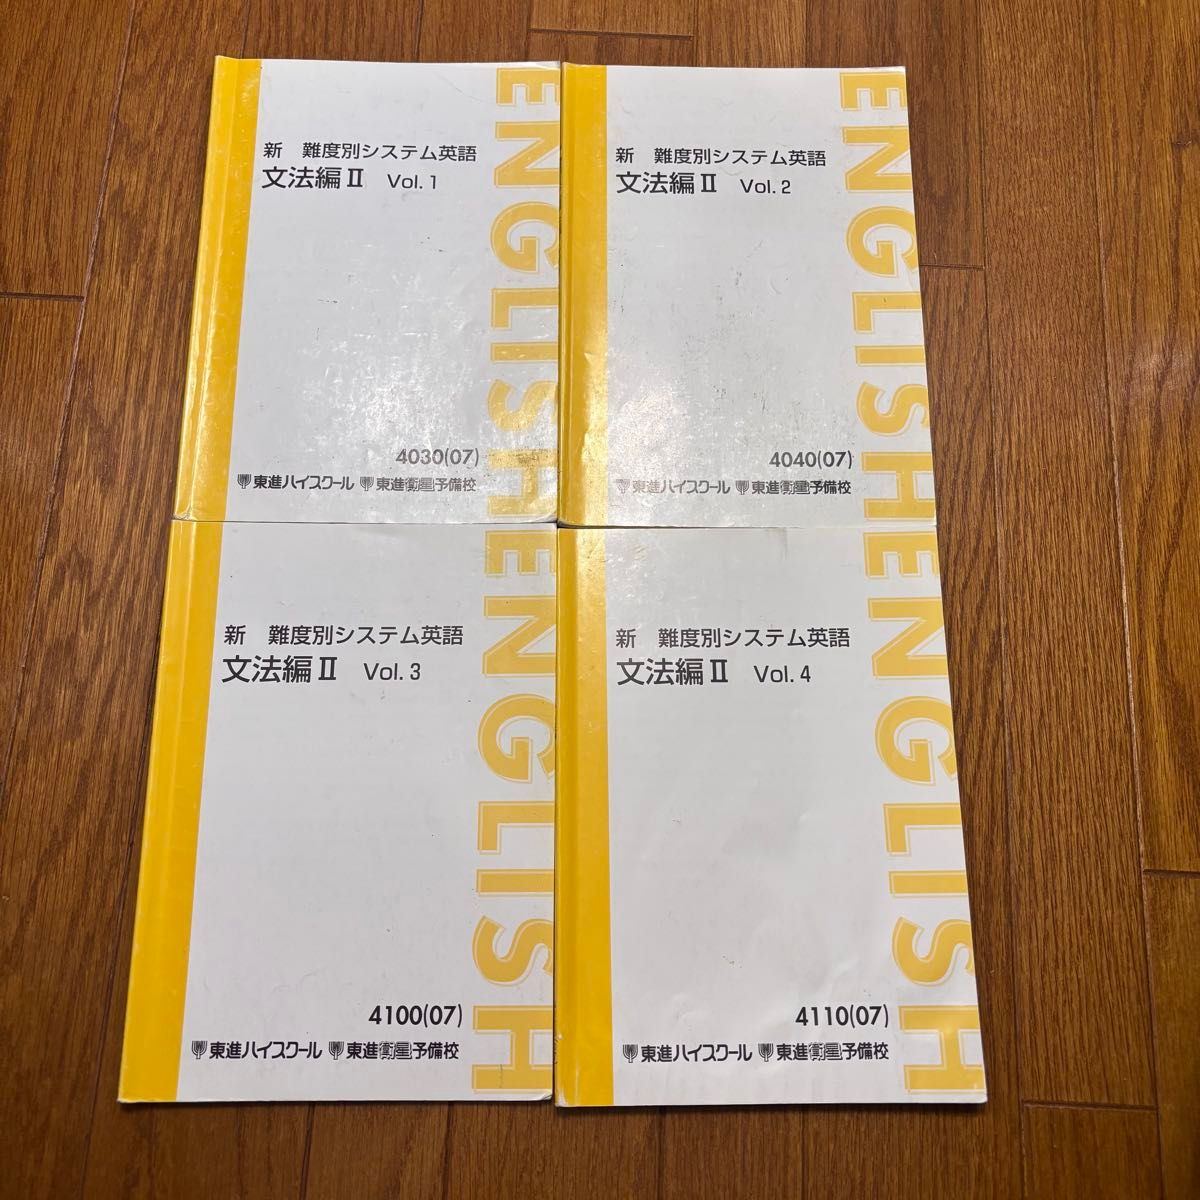 新 難度別システム英語
文法編Ⅱ Vol. 1
4030(07)
東進ハイスクール 東進衛星予備校
ENGLISH
新 難度別システム英語
文法編Ⅱ Vol. 2
4040(07)
東進ハイスクール 東進衛星予備校
ENGLISH
新 難度別システム英語
文法編Ⅱ Vol. 3
4100(07)
東進ハイスクール 東進衛星予備校
ENGLISH
新 難度別システム英語
文法編Ⅱ Vol. 4
4110(07)
東進ハイスクール 東進衛星予備校
ENGLISH